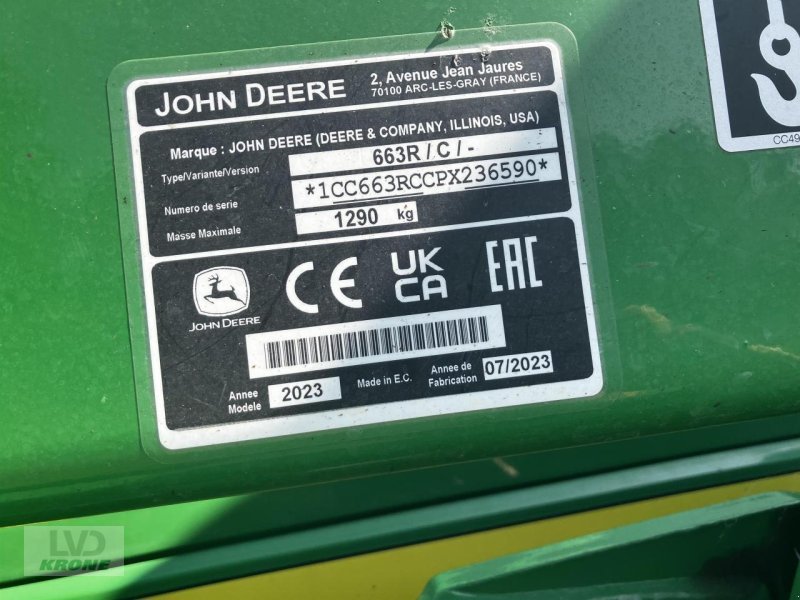 JOHN DEERE
2, Avenue Jean Jaures
70100 ARC-LES-GRAY (FRANCE)
Marque : JOHN DEERE (DEERE & COMPANY, ILLINOIS, USA)
Type/Variante/Version 663R / C / -
Numero de serie *1CC663RCCPX236590*
Masse Maximale 1290 kg
CE UK CA EAC
JOHN DEERE
Annee Modele 2023 Made in E.C. Annee de Fabrication 07/2023
CC49
LVD
KRONE